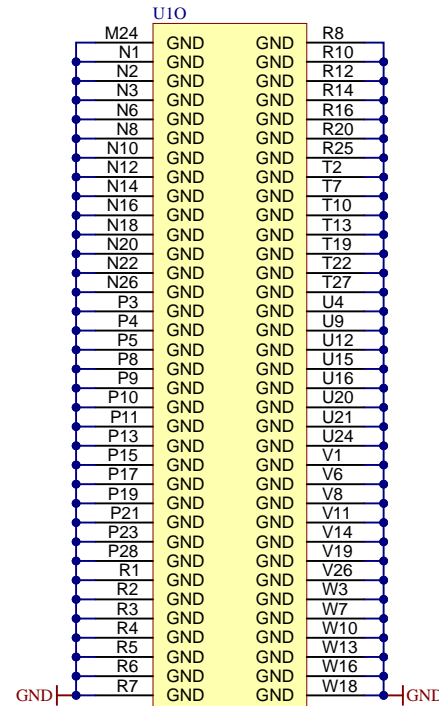 U1O
M24 GND GND R8
N1 GND GND R10
N2 GND GND R12
N3 GND GND R14
N6 GND GND R16
N8 GND GND R20
N10 GND GND R25
N12 GND GND T2
N14 GND GND T7
N16 GND GND T10
N18 GND GND T13
N20 GND GND T19
N22 GND GND T22
N26 GND GND T27
P3 GND GND U4
P4 GND GND U9
P5 GND GND U12
P8 GND GND U15
P9 GND GND U16
P10 GND GND U20
P11 GND GND U21
P13 GND GND U24
P15 GND GND V1
P17 GND GND V6
P19 GND GND V8
P21 GND GND V11
P23 GND GND V14
P28 GND GND V19
R1 GND GND V26
R2 GND GND W3
R3 GND GND W7
R4 GND GND W10
R5 GND GND W13
R6 GND GND W16
GND R7 GND GND W18 GND